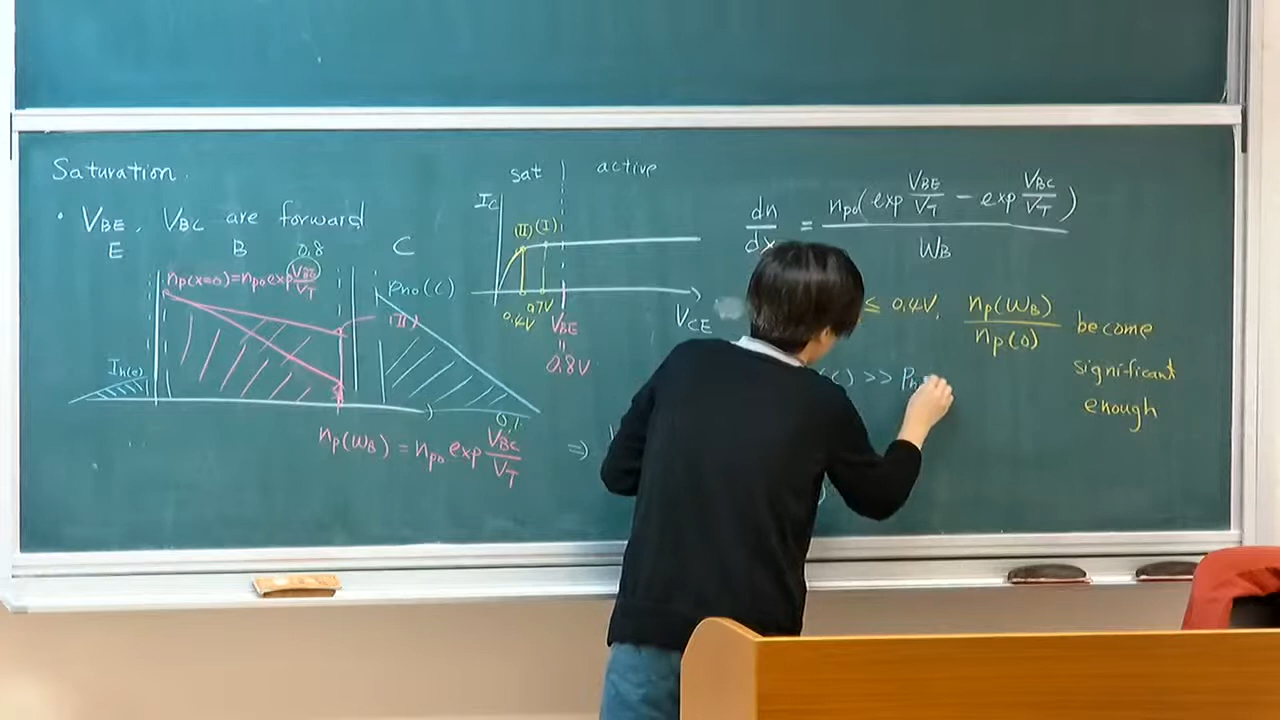 Saturation.
· VBE, VBC are forward
E B 0.8 C
np(x=0) = npo exp VBE/VT
pno(C)
(II)
Ih(0)
np(WB) = npo exp VBC/VT
0.1
⇒
sat | active
IC
(II) (I)
0.4V 0.7V
VCE
VBE
=
0.8V
dn/dx = npo(exp VBE/VT − exp VBC/VT) / WB
≤ 0.4V, np(WB)/np(0) become
significant
enough
(C) >> Pn